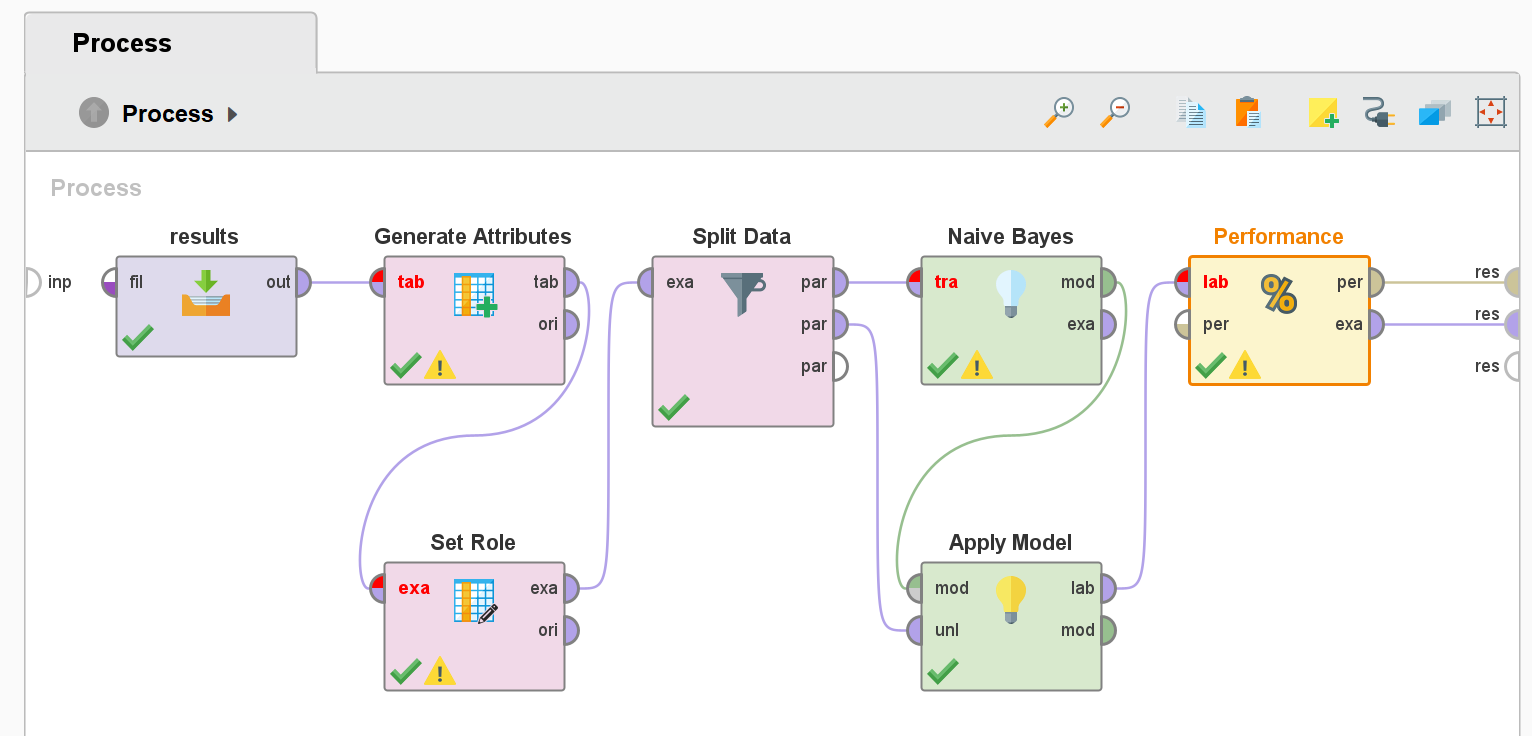 Process
Process
Process
results
Generate Attributes
Split Data
Naive Bayes
Performance
inp
fil
out
tab
tab
ori
exa
par
par
par
tra
mod
exa
lab
per
per
exa
res
res
res
Set Role
Apply Model
exa
exa
ori
mod
lab
unl
mod